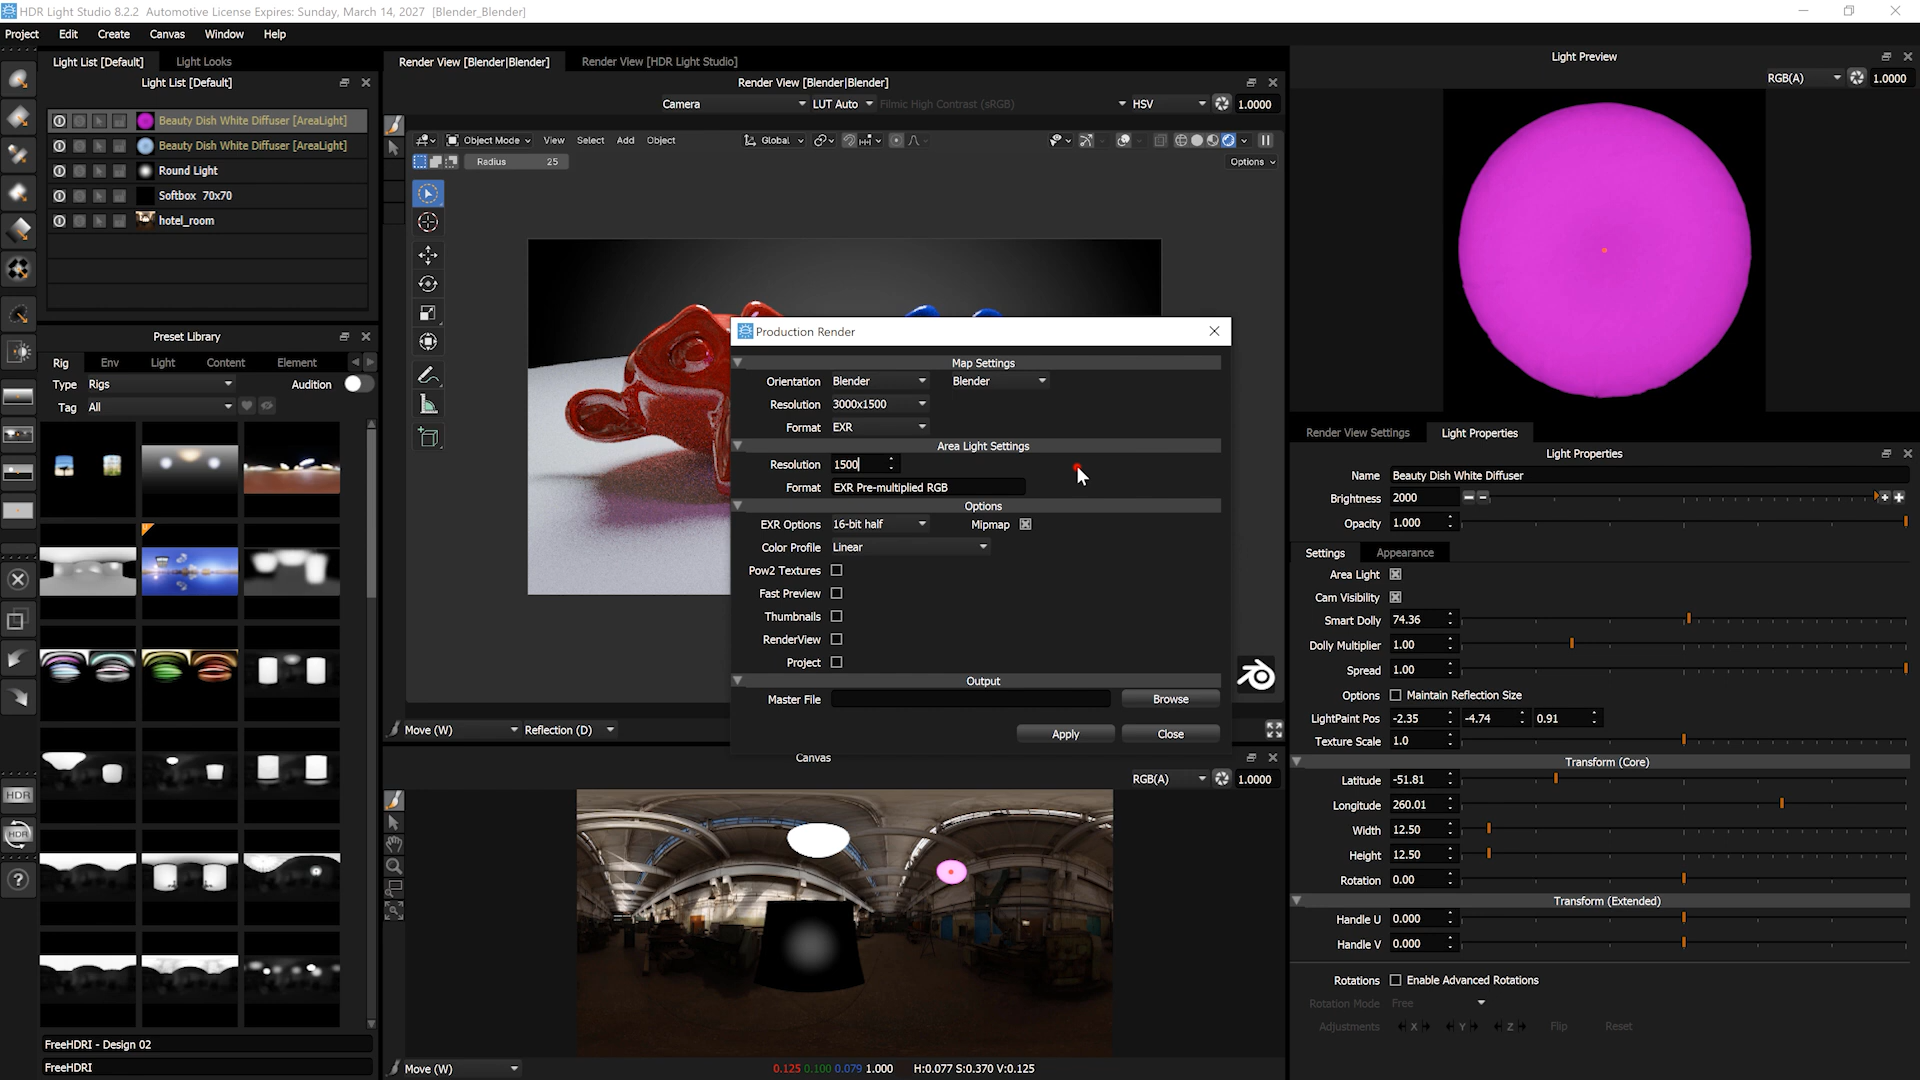 HDR Light Studio 8.2.2  Automotive License Expires: Sunday, March 14, 2027  [Blender_Blender]
Project Edit Create Canvas Window Help
Light List [Default] Light Looks
Light List [Default]
Beauty Dish White Diffuser [AreaLight]
Beauty Dish White Diffuser [AreaLight]
Round Light
Softbox  70x70
hotel_room
Preset Library
Rig Env Light Content Element
Type Rigs Audition
Tag All
FreeHDRI - Design 02
FreeHDRI
HDR
HDR
?
Render View [Blender|Blender] Render View [HDR Light Studio]
Render View [Blender|Blender]
Camera LUT Auto Filmic High Contrast (sRGB) HSV 1.0000
Object Mode View Select Add Object Global
Radius 25 Options
Production Render
Map Settings
Orientation Blender Blender
Resolution 3000x1500
Format EXR
Area Light Settings
Resolution 1500
Format EXR Pre-multiplied RGB
Options
EXR Options 16-bit half Mipmap
Color Profile Linear
Pow2 Textures
Fast Preview
Thumbnails
RenderView
Project
Output
Master File Browse
Apply Close
Move (W) Reflection (D)
Canvas
RGB(A) 1.0000
Move (W) 0.125 0.100 0.079 1.000 H:0.077 S:0.370 V:0.125
Light Preview
RGB(A) 1.0000
Render View Settings Light Properties
Light Properties
Name Beauty Dish White Diffuser
Brightness 2000
Opacity 1.000
Settings Appearance
Area Light
Cam Visibility
Smart Dolly 74.36
Dolly Multiplier 1.00
Spread 1.00
Options Maintain Reflection Size
LightPaint Pos -2.35 -4.74 0.91
Texture Scale 1.0
Transform (Core)
Latitude -51.81
Longitude 260.01
Width 12.50
Height 12.50
Rotation 0.00
Transform (Extended)
Handle U 0.000
Handle V 0.000
Rotations Enable Advanced Rotations
Rotation Mode Free
Adjustments X Y Z Flip Reset